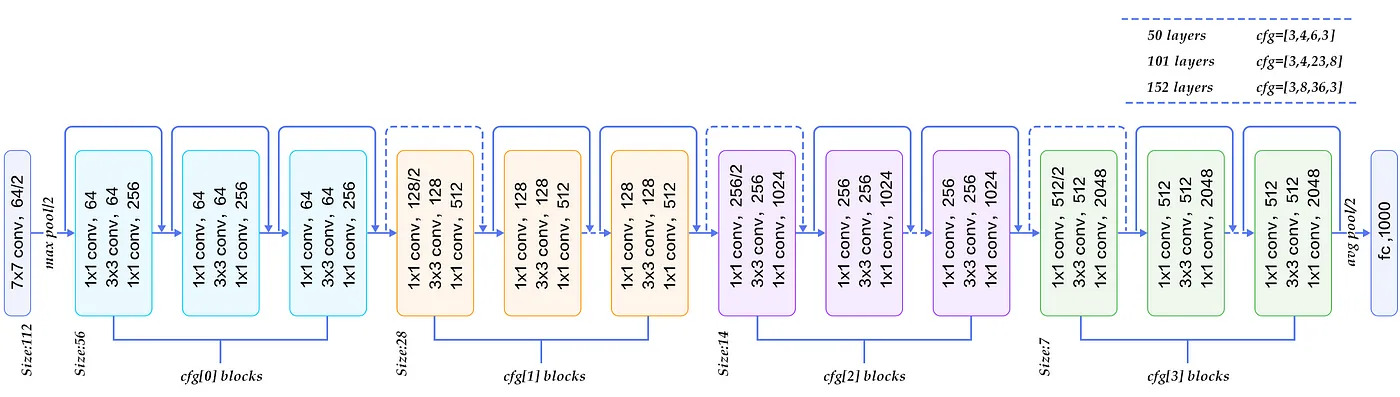 50 layers cfg=[3,4,6,3]
101 layers cfg=[3,4,23,8]
152 layers cfg=[3,8,36,3]
7x7 conv, 64/2
max pool/2
1x1 conv, 64
3x3 conv, 64
1x1 conv, 256
1x1 conv, 64
3x3 conv, 64
1x1 conv, 256
1x1 conv, 64
3x3 conv, 64
1x1 conv, 256
1x1 conv, 128/2
3x3 conv, 128
1x1 conv, 512
1x1 conv, 128
3x3 conv, 128
1x1 conv, 512
1x1 conv, 128
3x3 conv, 128
1x1 conv, 512
1x1 conv, 256/2
3x3 conv, 256
1x1 conv, 1024
1x1 conv, 256
3x3 conv, 256
1x1 conv, 1024
1x1 conv, 256
3x3 conv, 256
1x1 conv, 1024
1x1 conv, 512/2
3x3 conv, 512
1x1 conv, 2048
1x1 conv, 512
3x3 conv, 512
1x1 conv, 2048
1x1 conv, 512
3x3 conv, 512
1x1 conv, 2048
avg pool/2
fc ,1000
Size:112
Size:56
cfg[0] blocks
Size:28
cfg[1] blocks
Size:14
cfg[2] blocks
Size:7
cfg[3] blocks